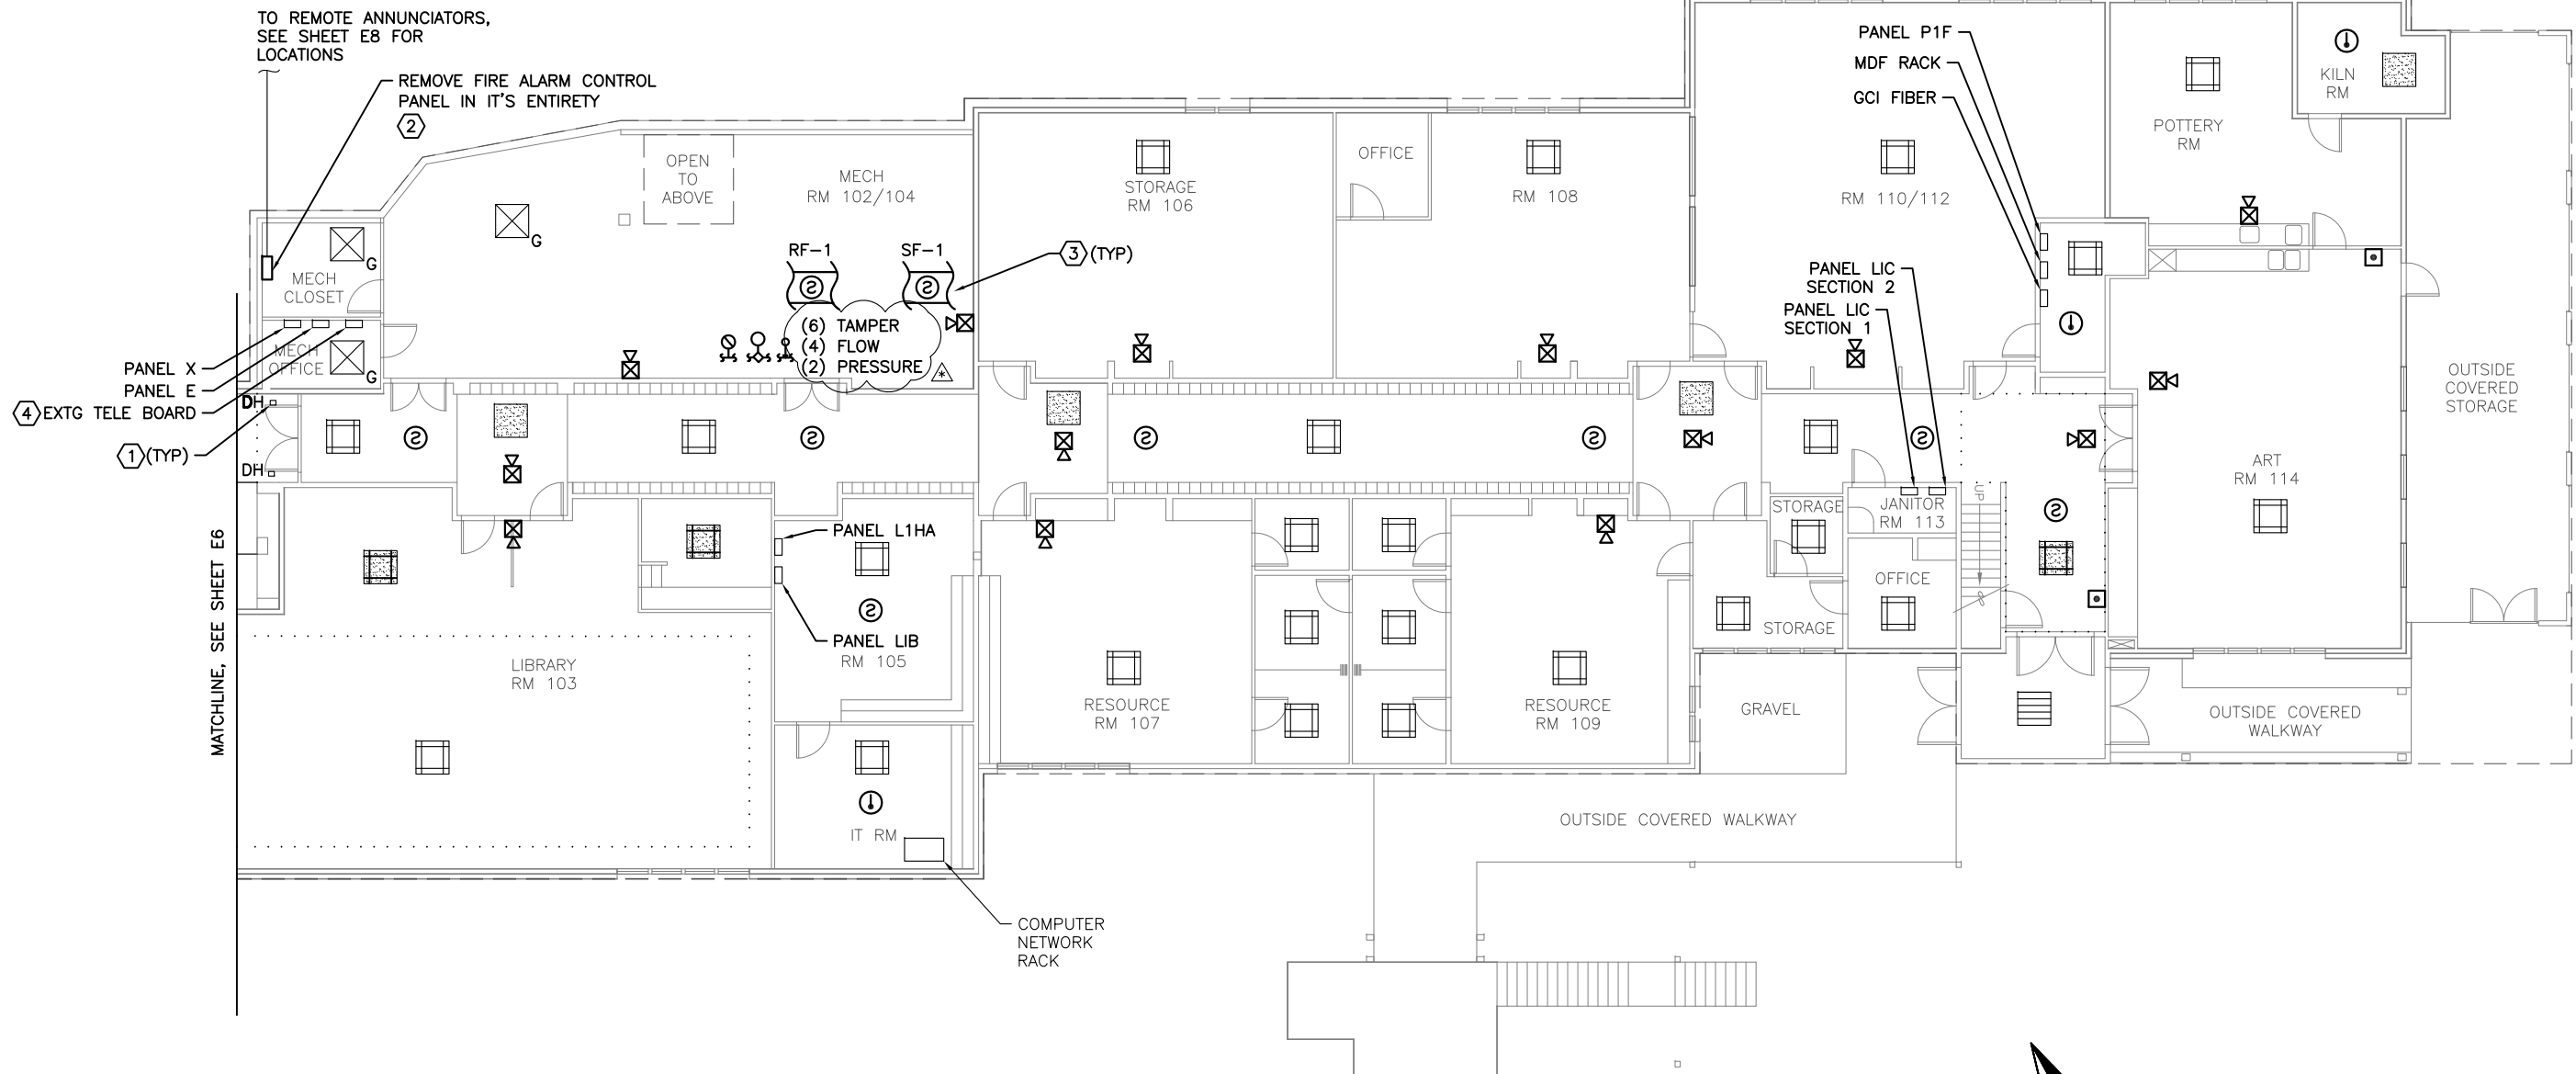 TO REMOTE ANNUNCIATORS,
SEE SHEET E8 FOR
LOCATIONS
REMOVE FIRE ALARM CONTROL
PANEL IN IT'S ENTIRETY
2
MECH
CLOSET
G
MECH
OFFICE
G
PANEL X
PANEL E
4 EXTG TELE BOARD
DH
1 (TYP)
DH
MATCHLINE, SEE SHEET E6
G
OPEN
TO
ABOVE
MECH
RM 102/104
RF-1
SF-1
3 (TYP)
S
S
(6) TAMPER
(4) FLOW
(2) PRESSURE
*
STORAGE
RM 106
OFFICE
RM 108
RM 110/112
PANEL P1F
MDF RACK
GCI FIBER
PANEL LIC
SECTION 2
PANEL LIC
SECTION 1
POTTERY
RM
KILN
RM
OUTSIDE
COVERED
STORAGE
S
S
S
S
S
S
ART
RM 114
JANITOR
RM 113
UP
STORAGE
OFFICE
STORAGE
PANEL L1HA
S
PANEL LIB
RM 105
LIBRARY
RM 103
IT RM
COMPUTER
NETWORK
RACK
RESOURCE
RM 107
RESOURCE
RM 109
GRAVEL
OUTSIDE COVERED
WALKWAY
OUTSIDE COVERED WALKWAY